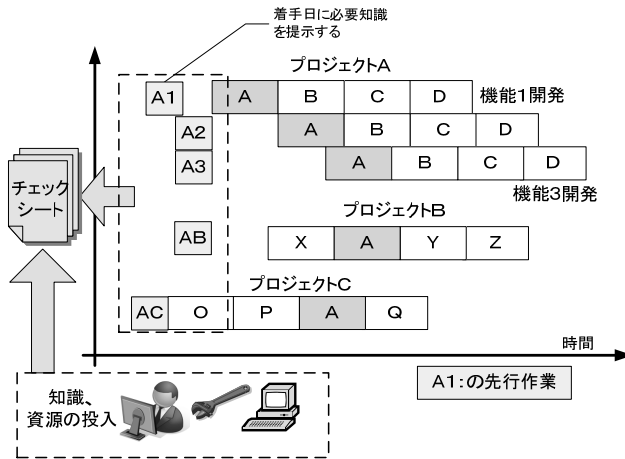 着手日に必要知識
を提示する
プロジェクトA
A1
A
B
C
D
機能1開発
A2
A
B
C
D
A3
A
B
C
D
機能3開発
チェック
シート
プロジェクトB
AB
X
A
Y
Z
プロジェクトC
AC
O
P
A
Q
時間
知識、
資源の投入
A1:の先行作業